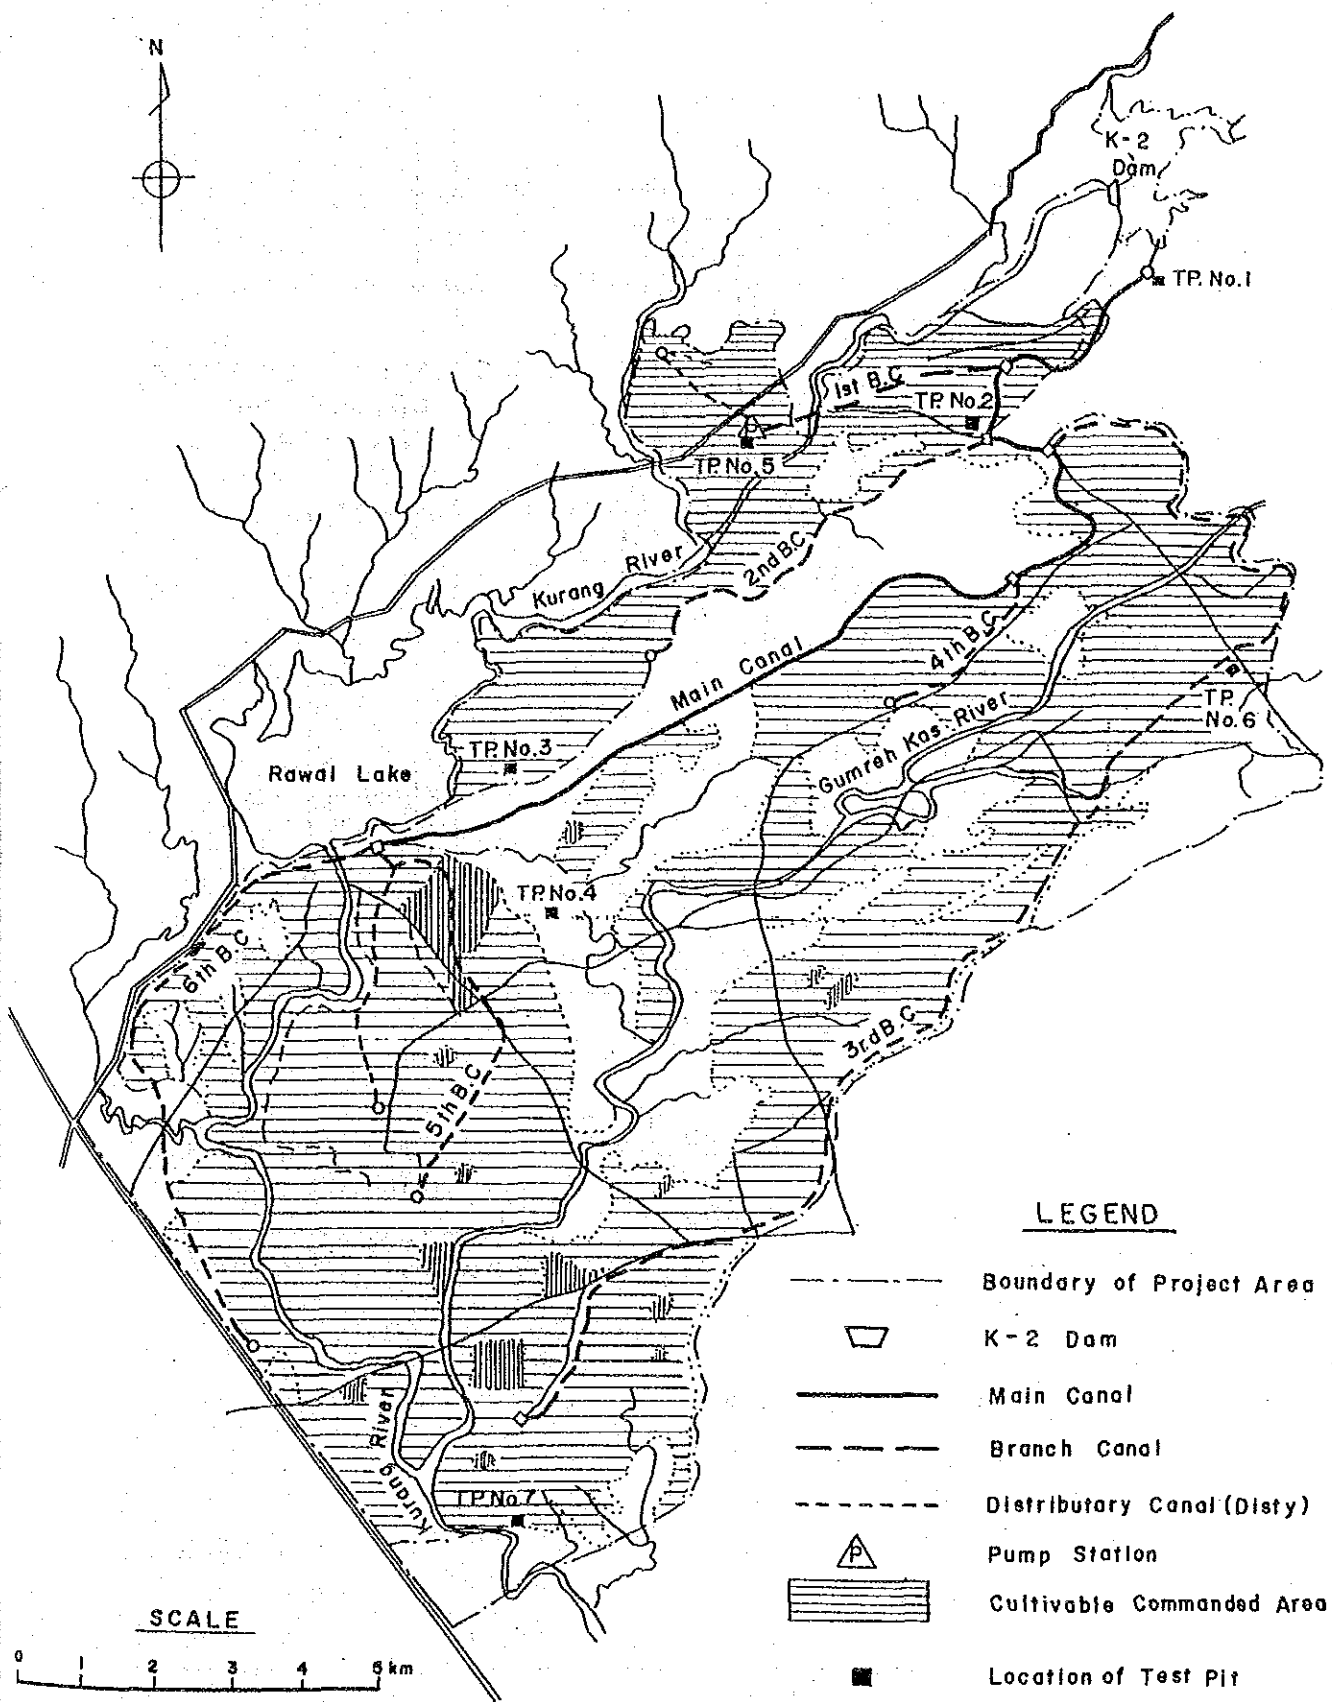 N
K-2
Dam
TP. No.1
1st B.C
TP. No.2
TP. No.5
2nd B.C
Kurang River
4th B.C
Main Canal
TP.
No.6
Gumreh Kas River
TP. No.3
Rawal Lake
TP. No.4
6th B.C
3rd B.C
5th B.C
Kurang River
TP. No 7
LEGEND
Boundary of Project Area
K-2 Dam
Main Canal
Branch Canal
Distributary Canal (Disty)
P Pump Station
Cultivable Commanded Area
Location of Test Pit
SCALE
0 1 2 3 4 5 km